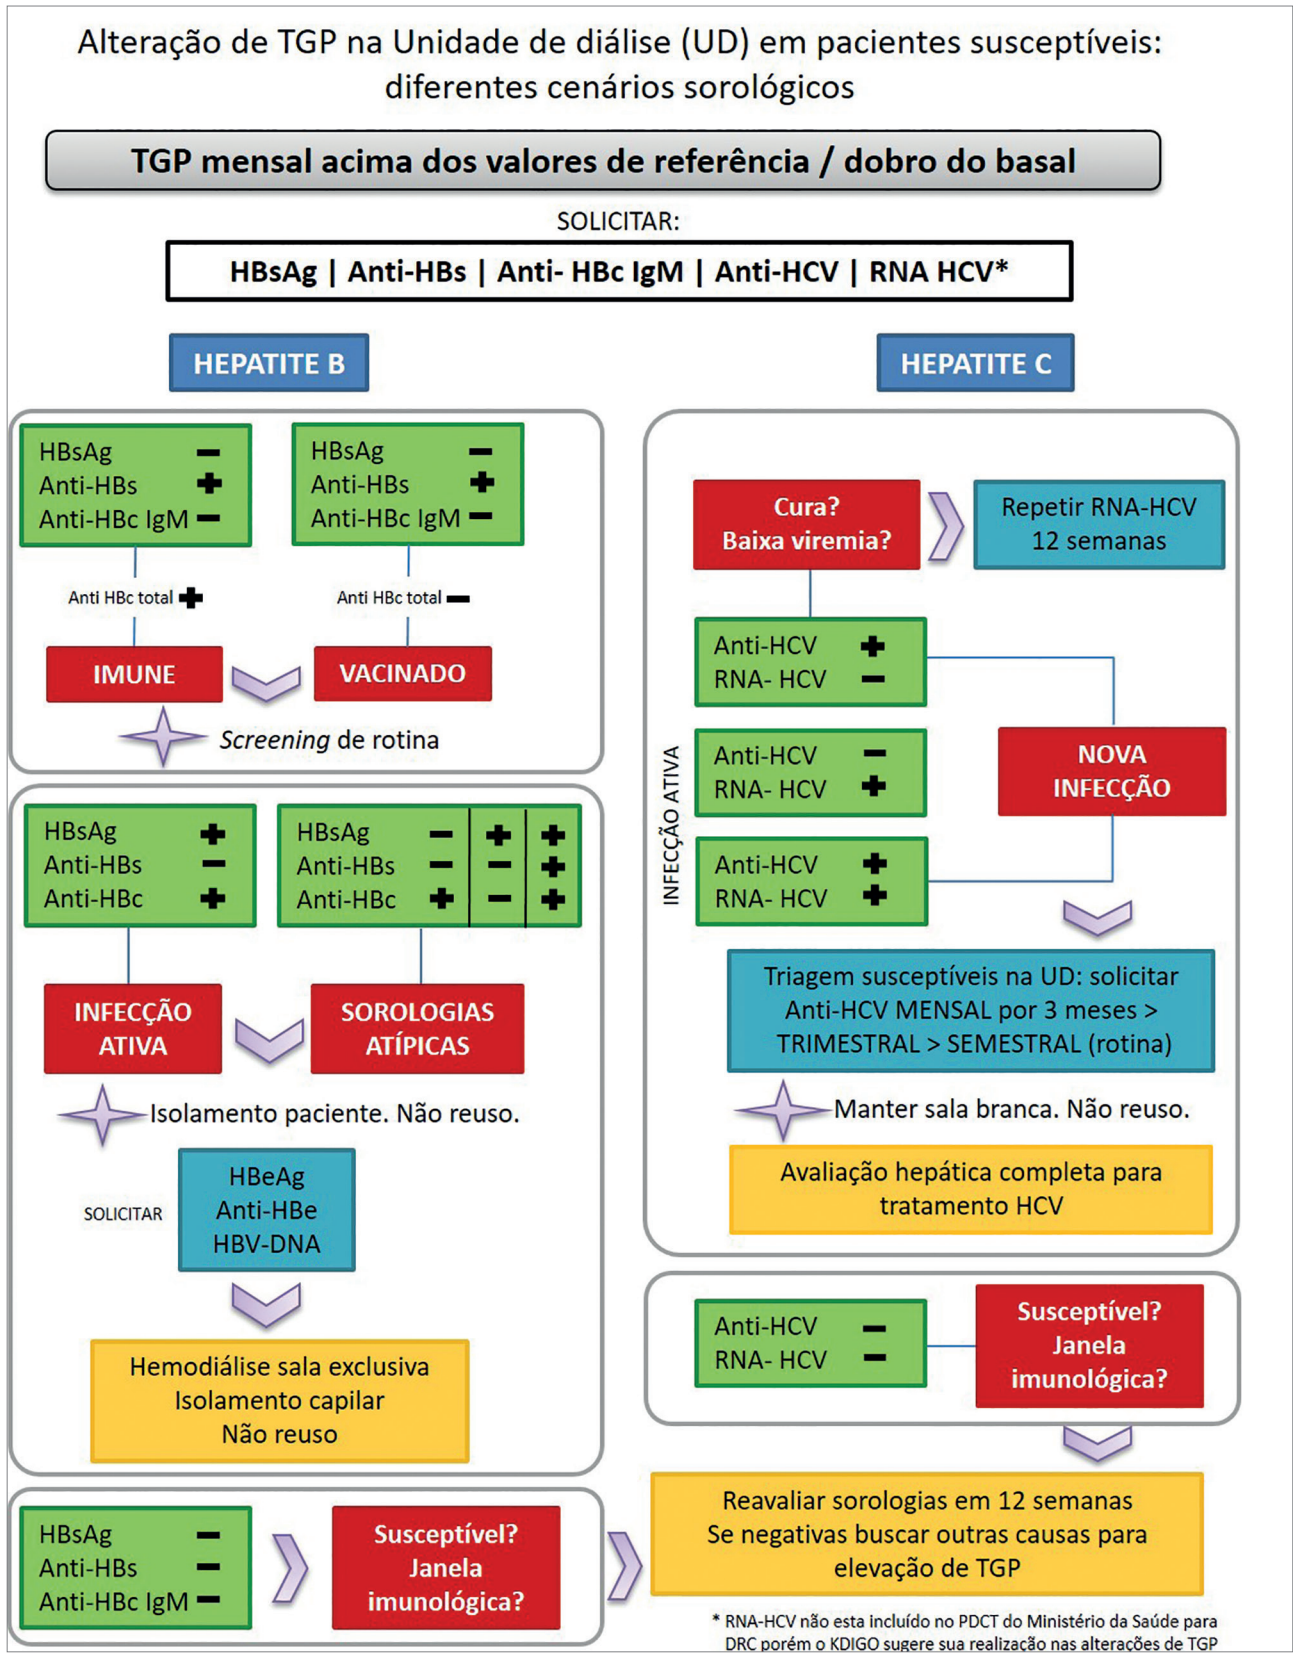 Alteração de TGP na Unidade de diálise (UD) em pacientes susceptíveis:
diferentes cenários sorológicos
TGP mensal acima dos valores de referência / dobro do basal
SOLICITAR:
HBsAg | Anti-HBs | Anti- HBc IgM | Anti-HCV | RNA HCV*
HEPATITE B
HBsAg −
Anti-HBs +
Anti-HBc IgM −
HBsAg −
Anti-HBs +
Anti-HBc IgM −
Anti HBc total +
Anti HBc total −
IMUNE
VACINADO
Screening de rotina
HBsAg +
Anti-HBs −
Anti-HBc +
HBsAg − + +
Anti-HBs − − +
Anti-HBc + − +
INFECÇÃO
ATIVA
SOROLOGIAS
ATÍPICAS
Isolamento paciente. Não reuso.
SOLICITAR
HBeAg
Anti-HBe
HBV-DNA
Hemodiálise sala exclusiva
Isolamento capilar
Não reuso
HBsAg −
Anti-HBs −
Anti-HBc IgM −
Susceptível?
Janela
imunológica?
HEPATITE C
Cura?
Baixa viremia?
Repetir RNA-HCV
12 semanas
Anti-HCV +
RNA- HCV −
INFECÇÃO ATIVA
Anti-HCV −
RNA- HCV +
Anti-HCV +
RNA- HCV +
NOVA
INFECÇÃO
Triagem susceptíveis na UD: solicitar
Anti-HCV MENSAL por 3 meses >
TRIMESTRAL > SEMESTRAL (rotina)
Manter sala branca. Não reuso.
Avaliação hepática completa para
tratamento HCV
Anti-HCV −
RNA- HCV −
Susceptível?
Janela
imunológica?
Reavaliar sorologias em 12 semanas
Se negativas buscar outras causas para
elevação de TGP
* RNA-HCV não esta incluído no PDCT do Ministério da Saúde para
DRC porém o KDIGO sugere sua realização nas alterações de TGP